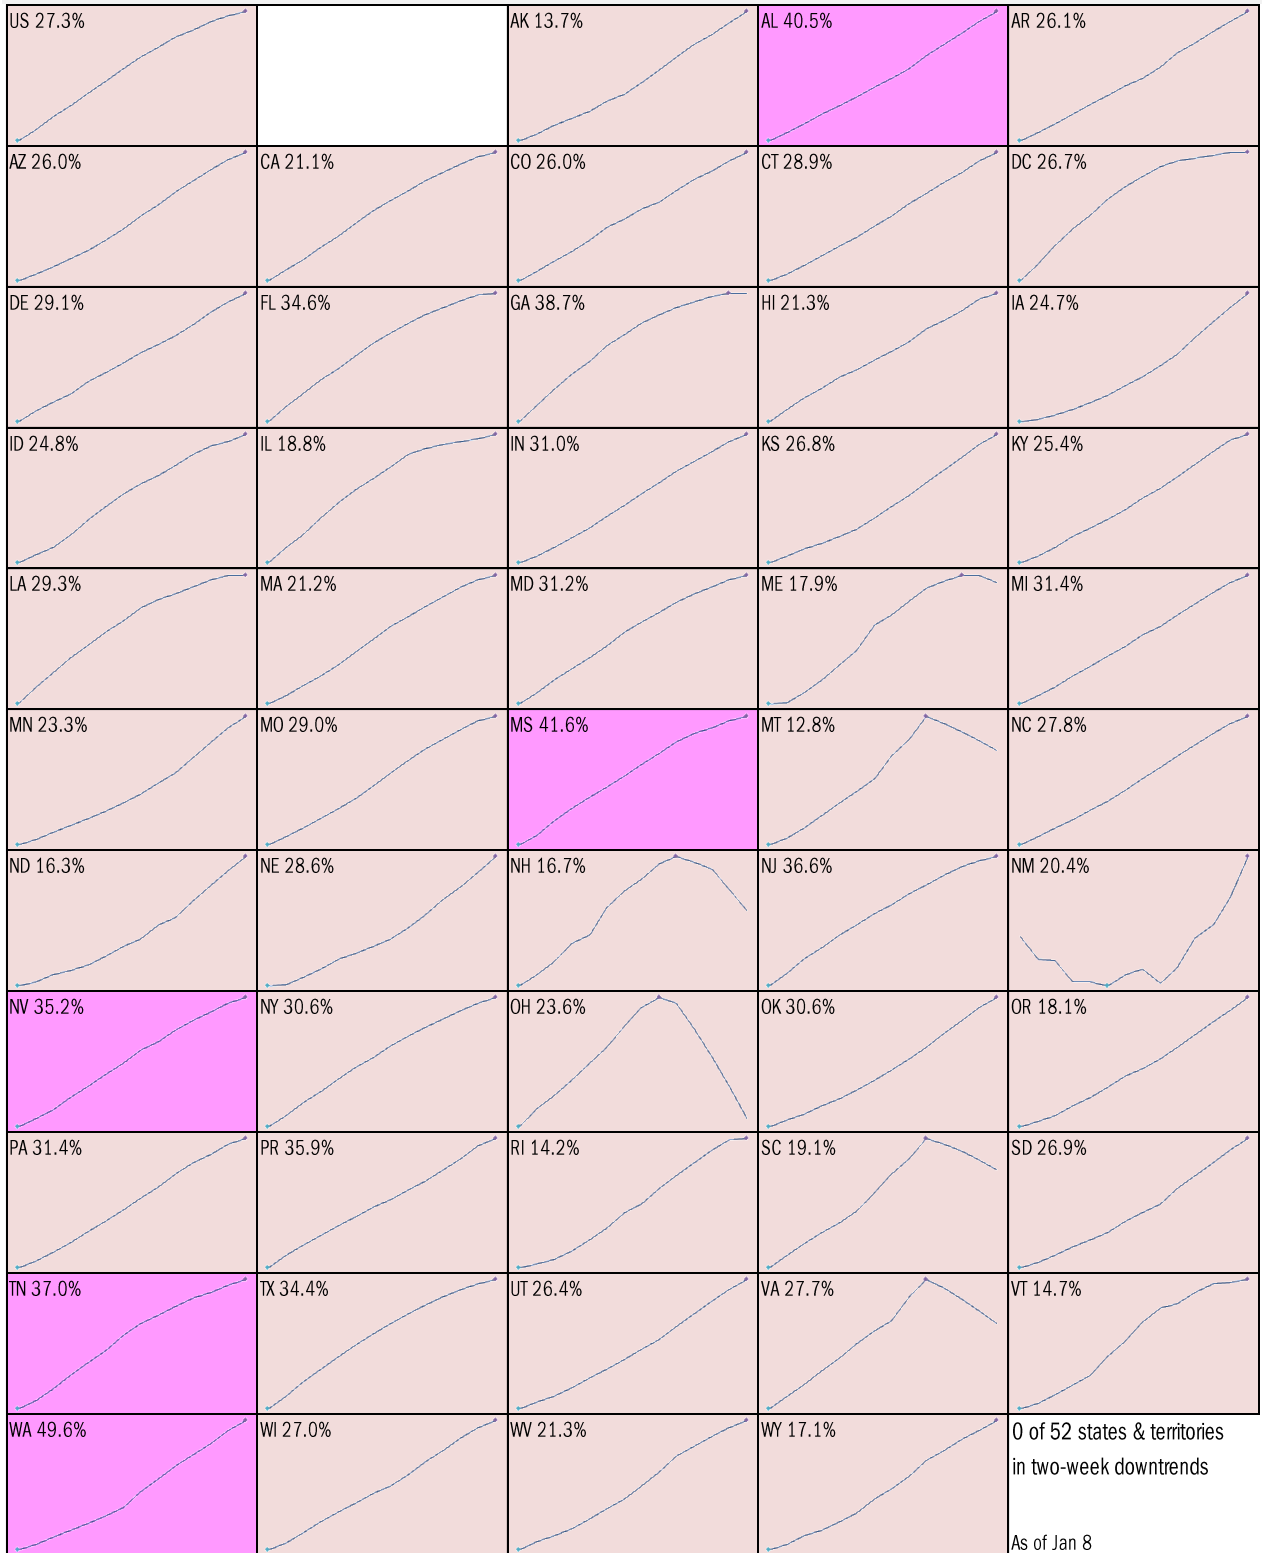 US 27.3%
AK 13.7%
AL 40.5%
AR 26.1%
AZ 26.0%
CA 21.1%
CO 26.0%
CT 28.9%
DC 26.7%
DE 29.1%
FL 34.6%
GA 38.7%
HI 21.3%
IA 24.7%
ID 24.8%
IL 18.8%
IN 31.0%
KS 26.8%
KY 25.4%
LA 29.3%
MA 21.2%
MD 31.2%
ME 17.9%
MI 31.4%
MN 23.3%
MO 29.0%
MS 41.6%
MT 12.8%
NC 27.8%
ND 16.3%
NE 28.6%
NH 16.7%
NJ 36.6%
NM 20.4%
NV 35.2%
NY 30.6%
OH 23.6%
OK 30.6%
OR 18.1%
PA 31.4%
PR 35.9%
RI 14.2%
SC 19.1%
SD 26.9%
TN 37.0%
TX 34.4%
UT 26.4%
VA 27.7%
VT 14.7%
WA 49.6%
WI 27.0%
WV 21.3%
WY 17.1%
0 of 52 states & territories
in two-week downtrends
As of Jan 8